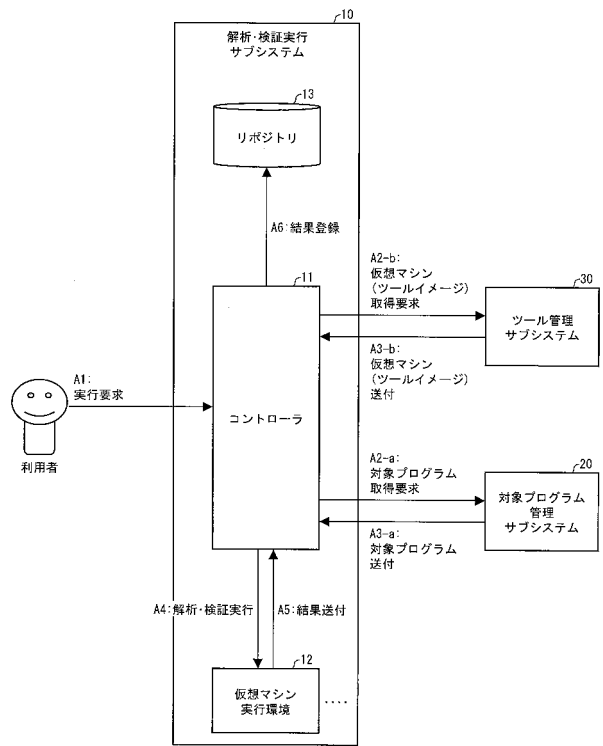 10
解析・検証実行
サブシステム
13
リポジトリ
A6:結果登録
11
コントローラ
A1:
実行要求
利用者
A2-b:
仮想マシン
(ツールイメージ)
取得要求
30
ツール管理
サブシステム
A3-b:
仮想マシン
(ツールイメージ)
送付
A2-a:
対象プログラム
取得要求
20
対象プログラム
管理
サブシステム
A3-a:
対象プログラム
送付
A4:解析・検証実行
A5:結果送付
12
仮想マシン
実行環境
....